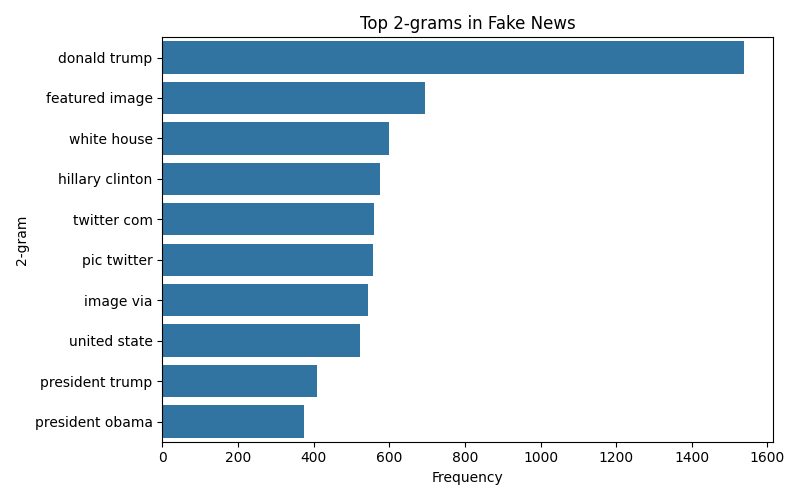 Top 2-grams in Fake News
donald trump
featured image
white house
hillary clinton
twitter com
pic twitter
image via
united state
president trump
president obama
2-gram
0 200 400 600 800 1000 1200 1400 1600
Frequency